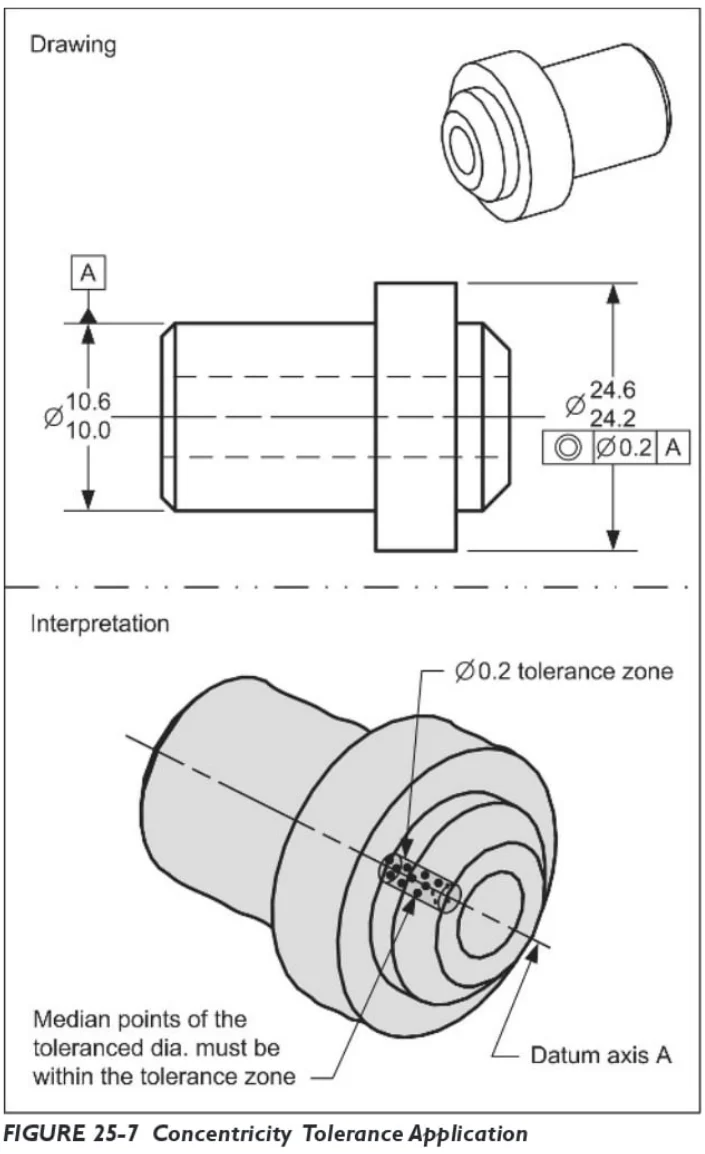 Drawing
A
Ø10.6
10.0
Ø24.6
24.2
◎ Ø0.2 A
Interpretation
Ø0.2 tolerance zone
Median points of the
toleranced dia. must be
within the tolerance zone
Datum axis A
FIGURE 25-7 Concentricity Tolerance Application